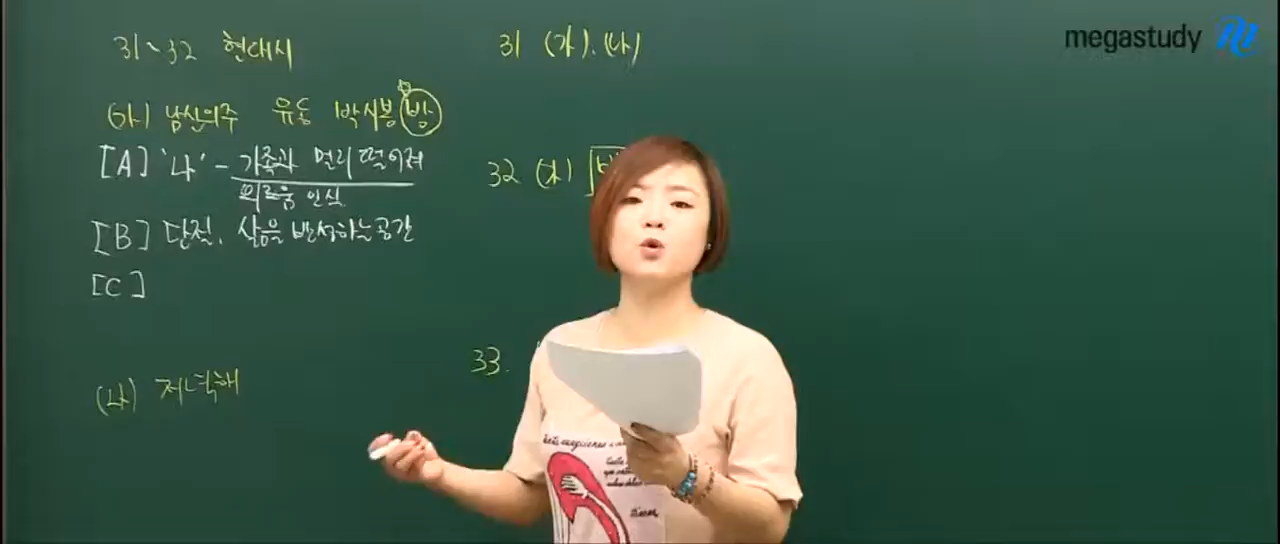 31~32 현대시
(가) 남신의주 유동 박시봉 방
[A] '나' - 가족과 멀리 떨어져
외로움 인식
[B] 단절, 삶을 반성하는 공간
[C]
(나) 저녁해
31 (가), (나)
32 (가)
33.
megastudy